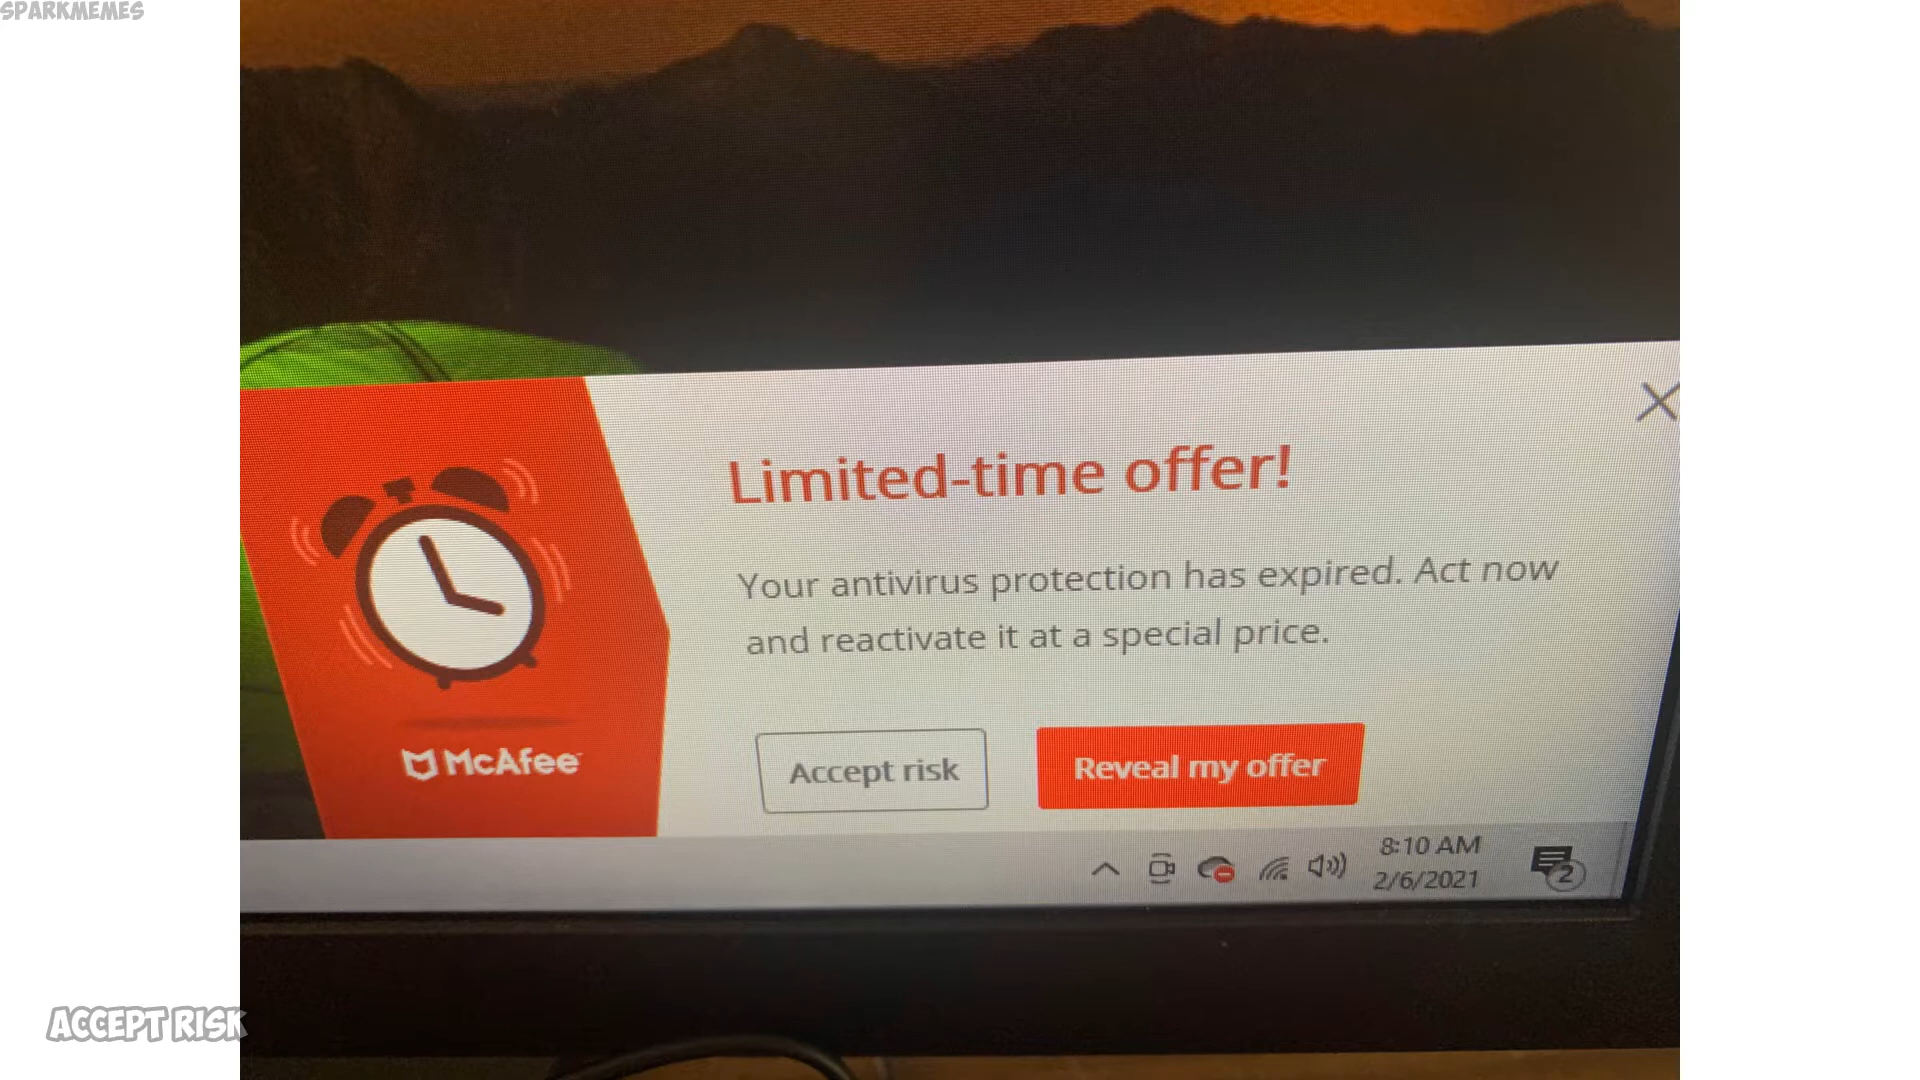 SPARKMEMES
Limited-time offer!
Your antivirus protection has expired. Act now
and reactivate it at a special price.
McAfee
Accept risk
Reveal my offer
8:10 AM
2/6/2021
2
ACCEPT RISK